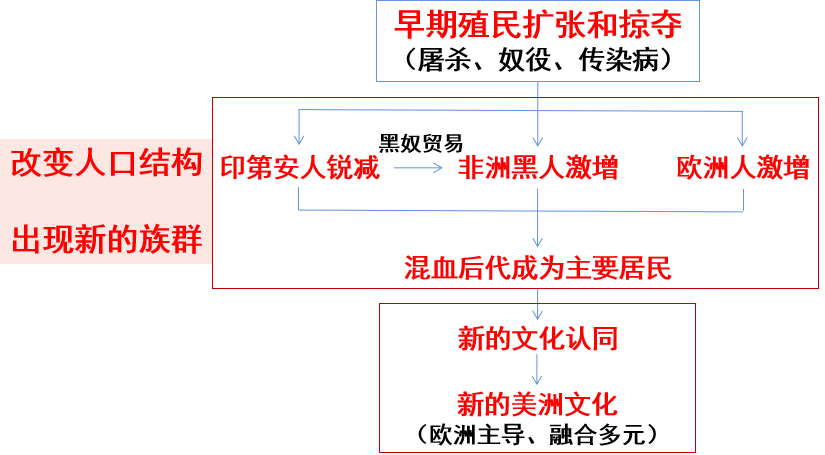 早期殖民扩张和掠夺
（屠杀、奴役、传染病）
改变人口结构
出现新的族群
黑奴贸易
印第安人锐减
非洲黑人激增
欧洲人激增
混血后代成为主要居民
新的文化认同
新的美洲文化
（欧洲主导、融合多元）